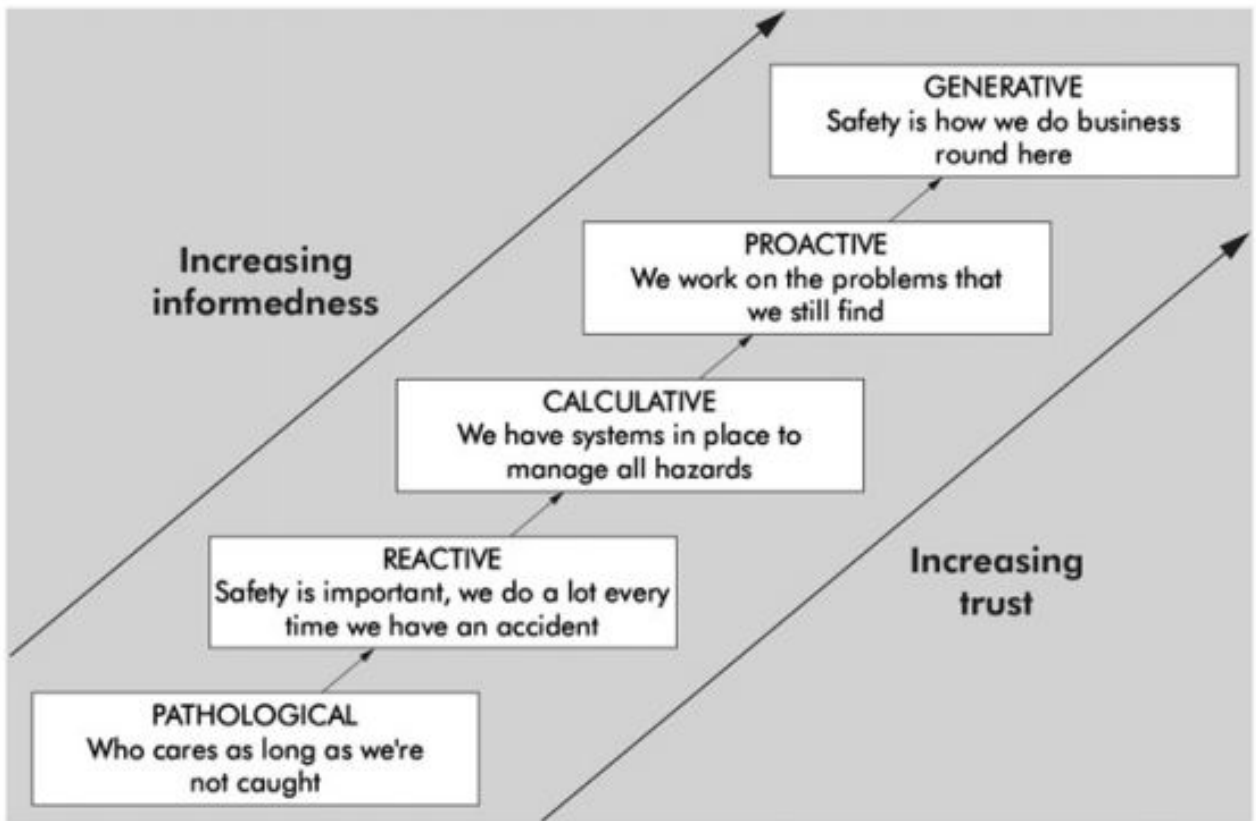 GENERATIVE
Safety is how we do business
round here
PROACTIVE
We work on the problems that
we still find
Increasing
informedness
CALCULATIVE
We have systems in place to
manage all hazards
REACTIVE
Safety is important, we do a lot every
time we have an accident
Increasing
trust
PATHOLOGICAL
Who cares as long as we're
not caught